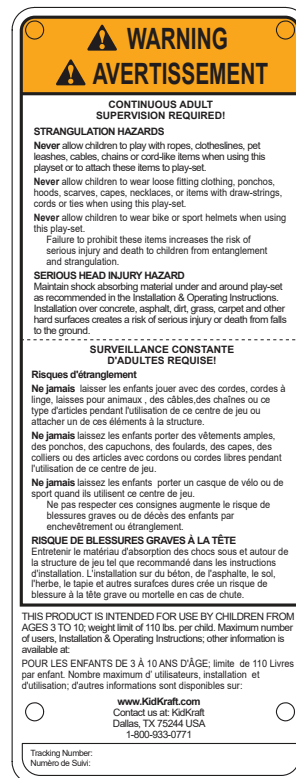 WARNING
AVERTISSEMENT
CONTINUOUS ADULT
SUPERVISION REQUIRED!
STRANGULATION HAZARDS
Never allow children to play with ropes, clotheslines, pet
leashes, cables, chains or cord-like items when using this
playset or to attach these items to play-set.
Never allow children to wear loose fitting clothing, ponchos,
hoods, scarves, capes, necklaces, or items with draw-strings,
cords or ties when using this play-set.
Never allow children to wear bike or sport helmets when using
this play-set.
Failure to prohibit these items increases the risk of
serious injury and death to children from entanglement
and strangulation.
SERIOUS HEAD INJURY HAZARD
Maintain shock absorbing material under and around play-set
as recommended in the Installation & Operating Instructions.
Installation over concrete, asphalt, dirt, grass, carpet and other
hard surfaces creates a risk of serious injury or death from falls
to the ground.
SURVEILLANCE CONSTANTE
D'ADULTES REQUISE!
Risques d'étranglement
Ne jamais laisser les enfants jouer avec des cordes, cordes à
linge, laisses pour animaux , des câbles,des chaînes ou ce
type d'articles pendant l'utilisation de ce centre de jeu ou
attacher un de ces éléments à la structure.
Ne jamais laissez les enfants porter des vêtements amples,
des ponchos, des capuchons, des foulards, des capes, des
colliers ou des articles avec cordons ou cordes libres pendant
l'utilisation de ce centre de jeu.
Ne jamais laissez les enfants porter un casque de vélo ou de
sport quand ils utilisent ce centre de jeu.
Ne pas respecter ces consignes augmente le risque de
blessures graves ou de décès des enfants par
enchevêtrement ou étranglement.
RISQUE DE BLESSURES GRAVES À LA TÊTE
Entretenir le matériau d'absorption des chocs sous et autour de
la structure de jeu tel que recommandé dans les instructions
d'installation. L'installation sur du béton, de l'asphalte, le sol,
l'herbe, le tapie et autres surafces dures crée un risque de
blessure à la tête grave ou mortelle en cas de chute.
THIS PRODUCT IS INTENDED FOR USE BY CHILDREN FROM
AGES 3 TO 10; weight limit of 110 lbs. per child. Maximum number
of users, Installation & Operating Instructions; other information is
available at:
POUR LES ENFANTS DE 3 À 10 ANS D'ÂGE; limite de 110 Livres
par enfant. Nombre maximum d' utilisateurs, installation et
d'utilisation; d'autres informations sont disponibles sur:
www.KidKraft.com
Contact us at: KidKraft
Dallas, TX 75244 USA
1-800-933-0771
Tracking Number:
Numèro de Suivi: